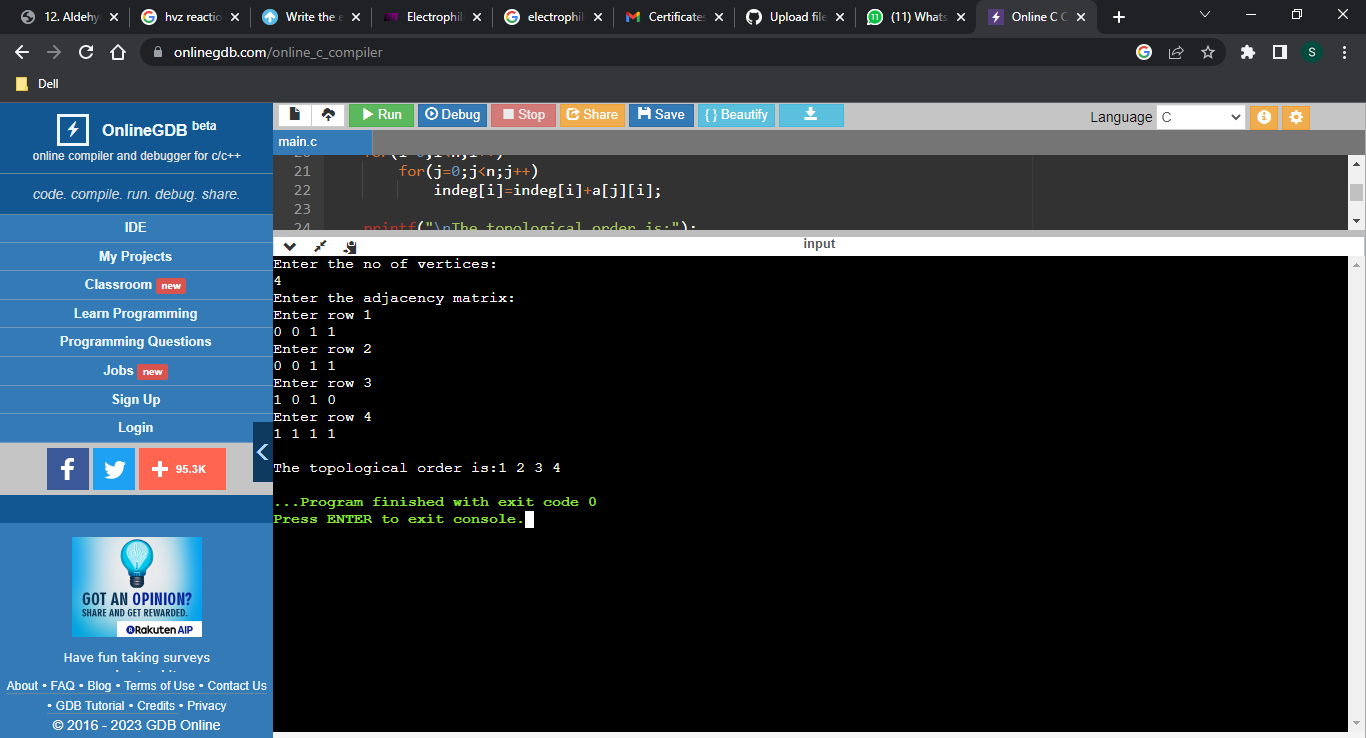 12. Aldehy
hvz reactio
Write the e
Electrophil
electrophil
Certificates
Upload file
(11) Whats
Online C C
onlinegdb.com/online_c_compiler
S
Dell
OnlineGDB beta
online compiler and debugger for c/c++
code. compile. run. debug. share.
IDE
My Projects
Classroom new
Learn Programming
Programming Questions
Jobs new
Sign Up
Login
95.3K
GOT AN OPINION?
SHARE AND GET REWARDED.
Rakuten AIP
Have fun taking surveys
About • FAQ • Blog • Terms of Use • Contact Us
• GDB Tutorial • Credits • Privacy
© 2016 - 2023 GDB Online
Run Debug Stop Share Save { } Beautify
Language C
main.c
21 for(j=0;j<n;j++)
22 indeg[i]=indeg[i]+a[j][i];
23
24 printf("\nThe topological order is:");
input
Enter the no of vertices:
4
Enter the adjacency matrix:
Enter row 1
0 0 1 1
Enter row 2
0 0 1 1
Enter row 3
1 0 1 0
Enter row 4
1 1 1 1
The topological order is:1 2 3 4
...Program finished with exit code 0
Press ENTER to exit console.